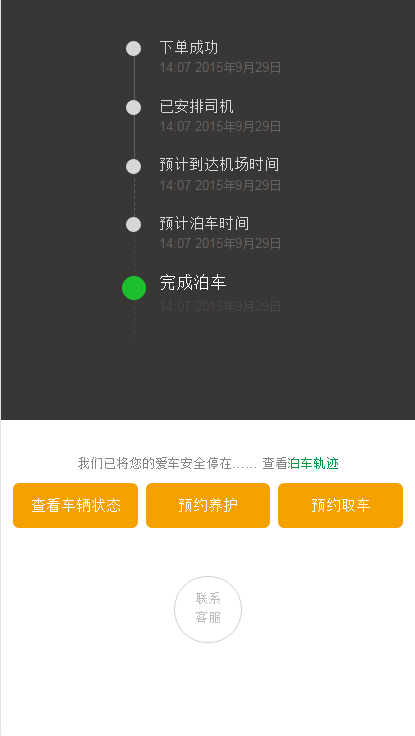 下单成功
14:07 2015年9月29日
已安排司机
14:07 2015年9月29日
预计到达机场时间
14:07 2015年9月29日
预计泊车时间
14:07 2015年9月29日
完成泊车
14:07 2015年9月29日
我们已将您的爱车安全停在…… 查看泊车轨迹
查看车辆状态 预约养护 预约取车
联系
客服